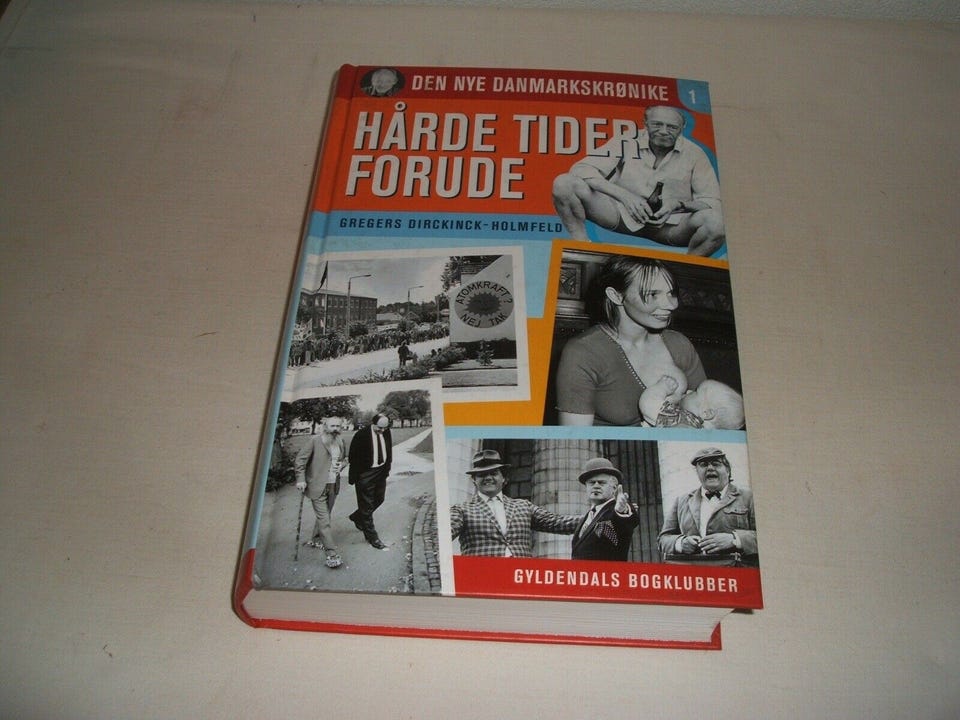 DEN NYE DANMARKSKRØNIKE
1
HÅRDE TIDER
FORUDE
GREGERS DIRCKINCK-HOLMFELD
ATOMKRAFT?
NEJ TAK
GYLDENDALS BOGKLUBBER